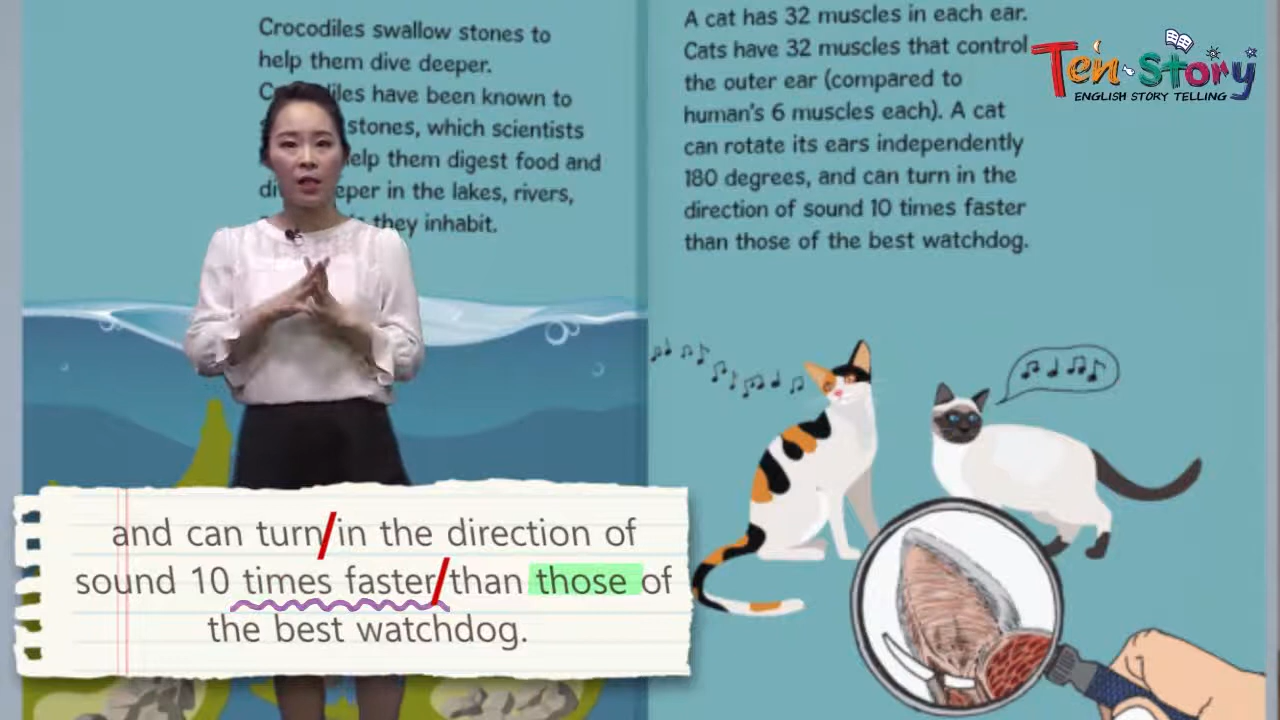 Crocodiles swallow stones to
help them dive deeper.
have been known to
stones, which scientists
help them digest food and
in the lakes, rivers,
they inhabit.
A cat has 32 muscles in each ear.
Cats have 32 muscles that control
the outer ear (compared to
human's 6 muscles each). A cat
can rotate its ears independently
180 degrees, and can turn in the
direction of sound 10 times faster
than those of the best watchdog.
Ten Story
ENGLISH STORY TELLING
and can turn/in the direction of
sound 10 times faster/than those of
the best watchdog.